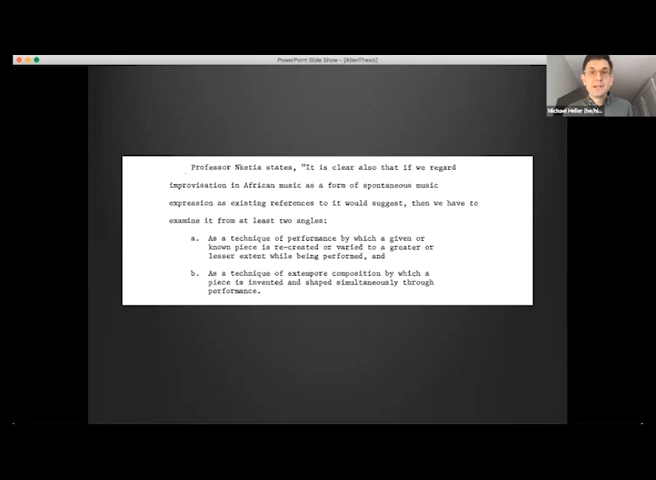 PowerPoint Slide Show - [AllenThesis]
Michael Heller (he/hi...
Professor Nketia states, "It is clear also that if we regard
improvisation in African music as a form of spontaneous music
expression as existing references to it would suggest, then we have to
examine it from at least two angles:
a. As a technique of performance by which a given or
known piece is re-created or varied to a greater or
lesser extent while being performed, and
b. As a technique of extempore composition by which a
piece is invented and shaped simultaneously through
performance.